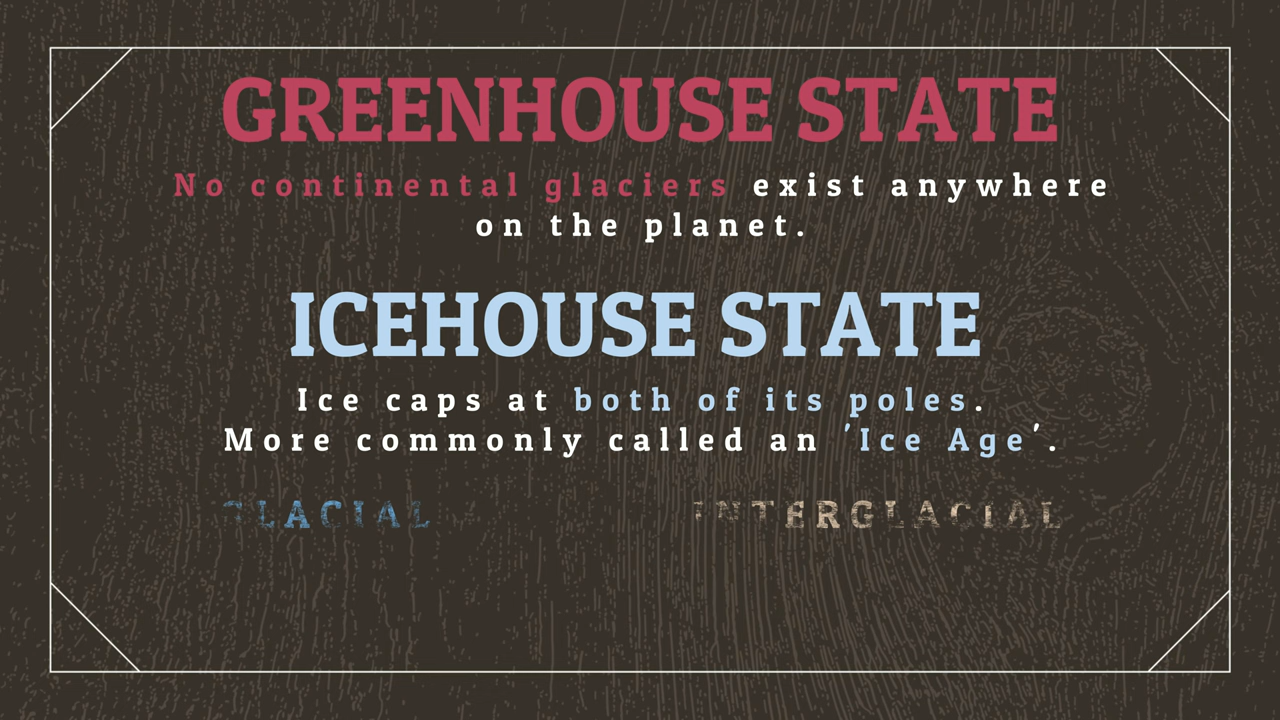 GREENHOUSE STATE
No continental glaciers exist anywhere
on the planet.
ICEHOUSE STATE
Ice caps at both of its poles.
More commonly called an 'Ice Age'.
GLACIAL INTERGLACIAL